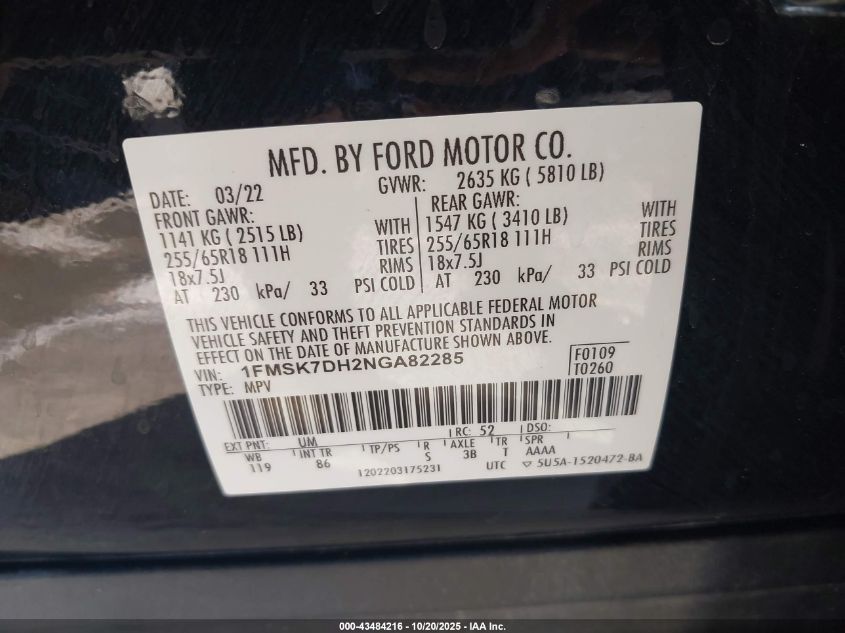 MFD. BY FORD MOTOR CO.
DATE: 03/22 GVWR: 2635 KG ( 5810 LB)
FRONT GAWR: REAR GAWR:
1141 KG ( 2515 LB) WITH 1547 KG ( 3410 LB) WITH
255/65R18 111H TIRES 255/65R18 111H TIRES
18x7.5J RIMS 18x7.5J RIMS
AT 230 kPa/ 33 PSI COLD AT 230 kPa/ 33 PSI COLD
THIS VEHICLE CONFORMS TO ALL APPLICABLE FEDERAL MOTOR
VEHICLE SAFETY AND THEFT PREVENTION STANDARDS IN
EFFECT ON THE DATE OF MANUFACTURE SHOWN ABOVE.
VIN: 1FMSK7DH2NGA82285 F0109
TYPE: MPV T0260
EXT PNT: UM RC: 52 DSO:
WB INT TR TP/PS R AXLE TR SPR
119 86 S 3B T AAAA
1202203175231 UTC ▽ 5U5A-1520472-BA
000-43484216 - 10/20/2025 - IAA Inc.